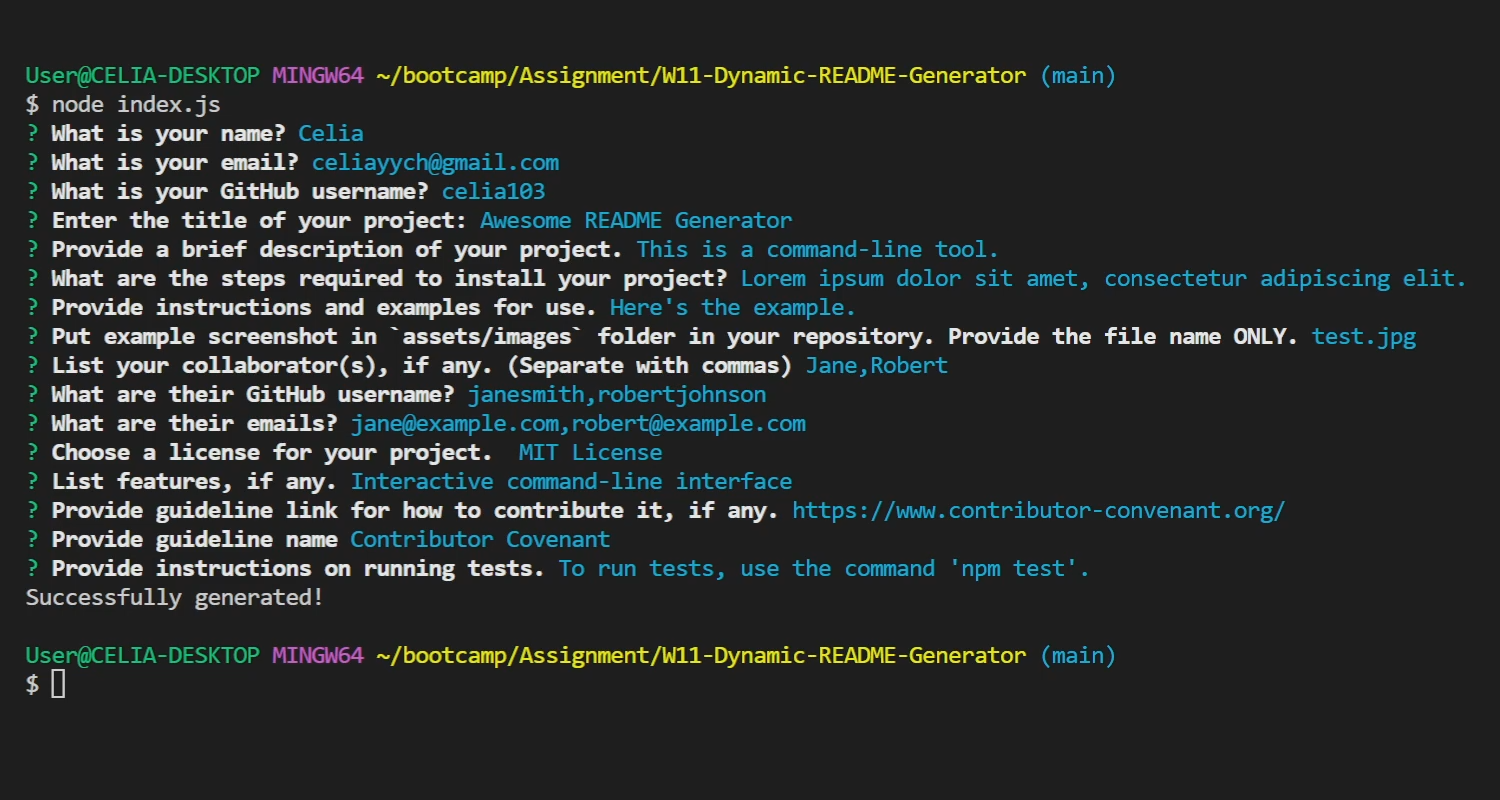 User@CELIA-DESKTOP MINGW64 ~/bootcamp/Assignment/W11-Dynamic-README-Generator (main)
$ node index.js
? What is your name? Celia
? What is your email? celiayych@gmail.com
? What is your GitHub username? celia103
? Enter the title of your project: Awesome README Generator
? Provide a brief description of your project. This is a command-line tool.
? What are the steps required to install your project? Lorem ipsum dolor sit amet, consectetur adipiscing elit.
? Provide instructions and examples for use. Here's the example.
? Put example screenshot in `assets/images` folder in your repository. Provide the file name ONLY. test.jpg
? List your collaborator(s), if any. (Separate with commas) Jane,Robert
? What are their GitHub username? janesmith,robertjohnson
? What are their emails? jane@example.com,robert@example.com
? Choose a license for your project.  MIT License
? List features, if any. Interactive command-line interface
? Provide guideline link for how to contribute it, if any. https://www.contributor-convenant.org/
? Provide guideline name Contributor Covenant
? Provide instructions on running tests. To run tests, use the command 'npm test'.
Successfully generated!
User@CELIA-DESKTOP MINGW64 ~/bootcamp/Assignment/W11-Dynamic-README-Generator (main)
$